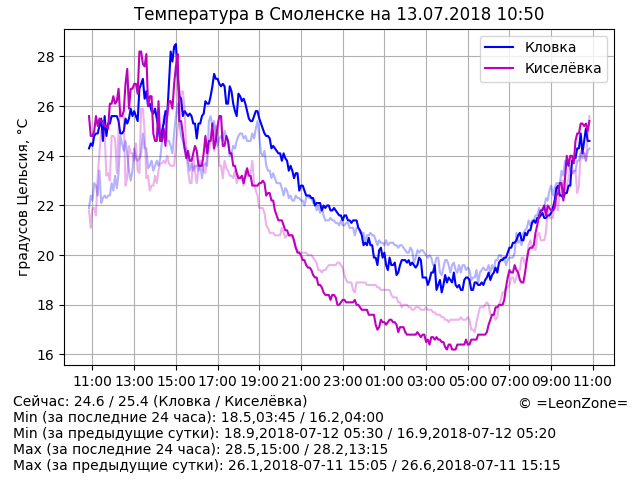 Температура в Смоленске на 13.07.2018 10:50
Кловка
Киселёвка
градусов Цельсия, °C
28
26
24
22
20
18
16
11:00 13:00 15:00 17:00 19:00 21:00 23:00 01:00 03:00 05:00 07:00 09:00 11:00
Сейчас: 24.6 / 25.4 (Кловка / Киселёвка)
© =LeonZone=
Min (за последние 24 часа): 18.5,03:45 / 16.2,04:00
Min (за предыдущие сутки): 18.9,2018-07-12 05:30 / 16.9,2018-07-12 05:20
Max (за последние 24 часа): 28.5,15:00 / 28.2,13:15
Max (за предыдущие сутки): 26.1,2018-07-11 15:05 / 26.6,2018-07-11 15:15